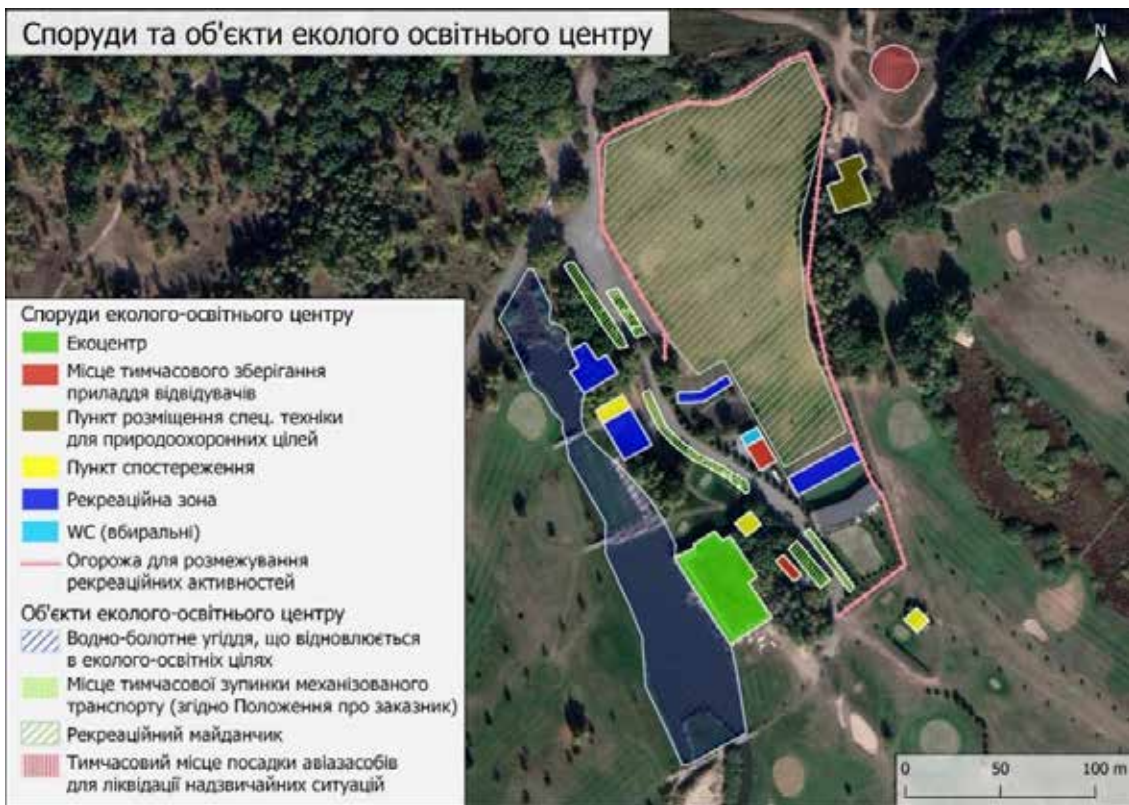 Споруди та об'єкти еколого освітнього центру
N
Споруди еколого-освітнього центру
Екоцентр
Місце тимчасового зберігання
приладдя відвідувачів
Пункт розміщення спец. техніки
для природоохоронних цілей
Пункт спостереження
Рекреаційна зона
WC (вбиральні)
Огорожа для розмежування
рекреаційних активностей
Об'єкти еколого-освітнього центру
Водно-болотне угіддя, що відновлюється
в еколого-освітніх цілях
Місце тимчасової зупинки механізованого
транспорту (згідно Положення про заказник)
Рекреаційний майданчик
Тимчасовий місце посадки авіазасобів
для ліквідації надзвичайних ситуацій
0 50 100 m